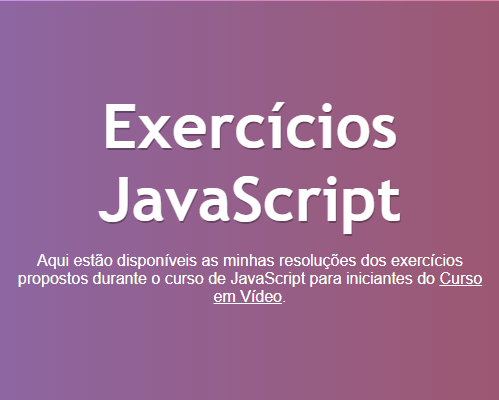 Exercícios
JavaScript
Aqui estão disponíveis as minhas resoluções dos exercícios
propostos durante o curso de JavaScript para iniciantes do Curso
em Vídeo.